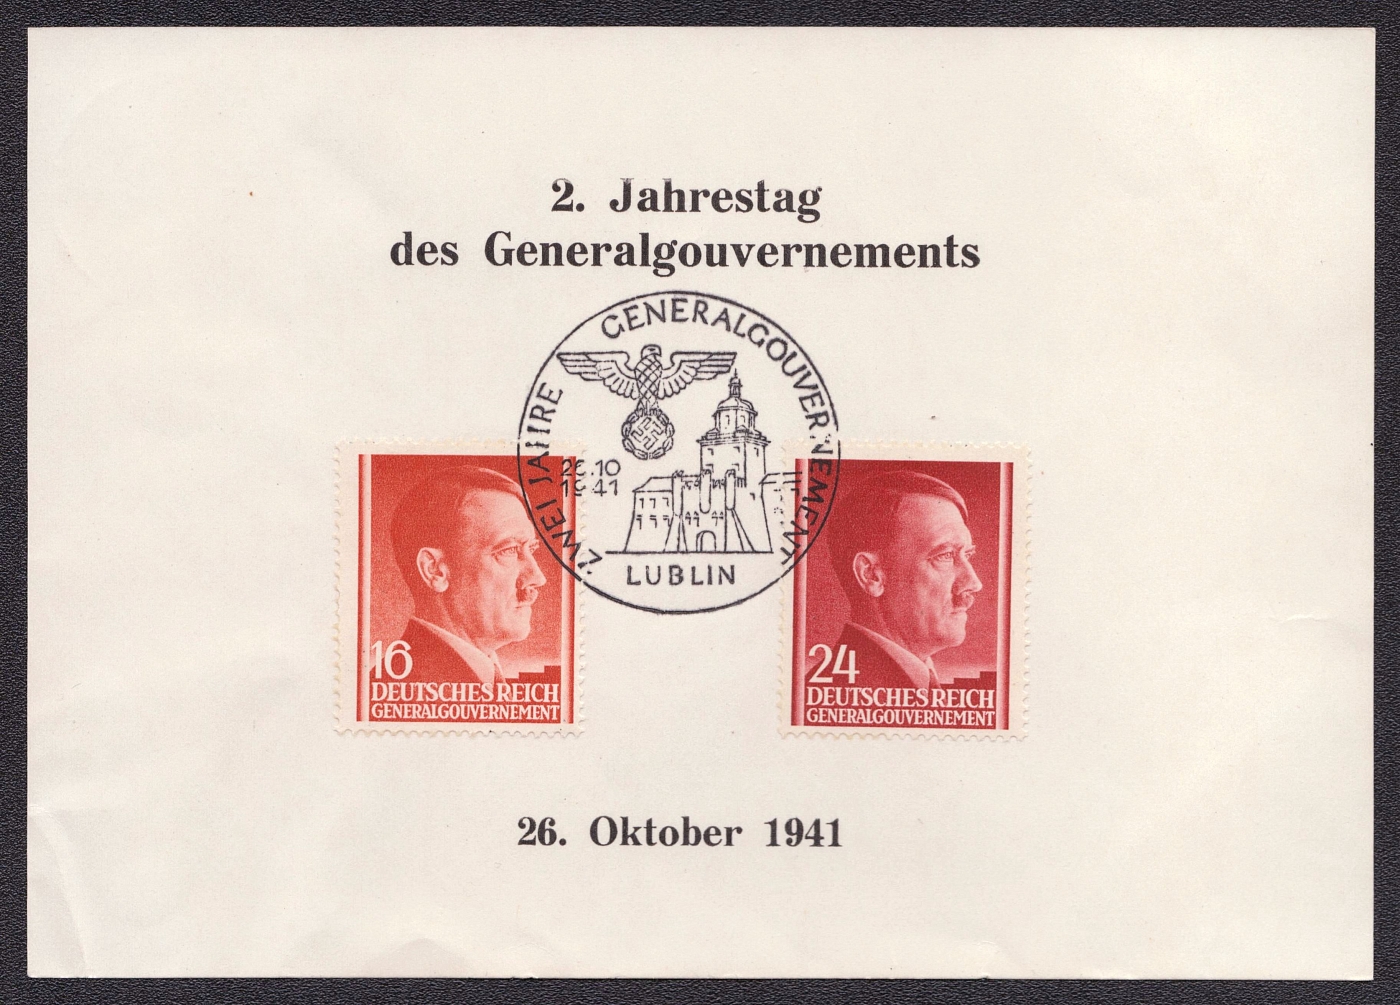 2. Jahrestag
des Generalgouvernements
ZWEI JAHRE GENERALGOUVERNEMENT
26.10
1941
LUBLIN
16
DEUTSCHES REICH
GENERALGOUVERNEMENT
24
DEUTSCHES REICH
GENERALGOUVERNEMENT
26. Oktober 1941